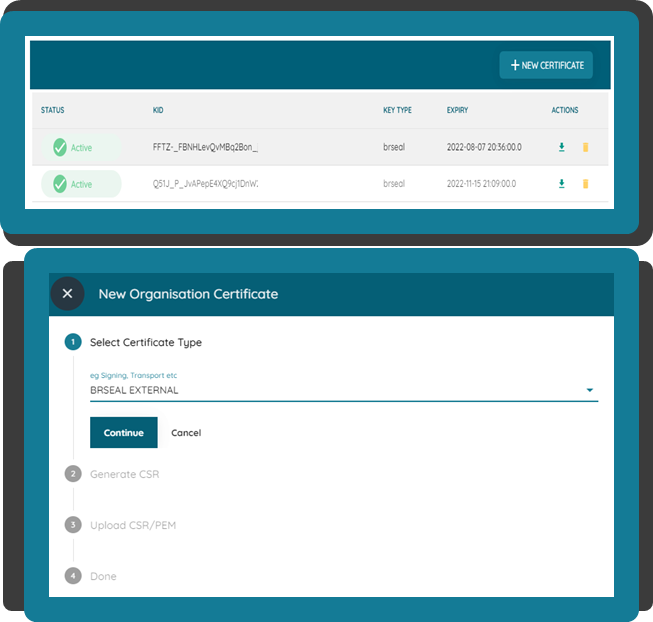 + NEW CERTIFICATE
STATUS KID KEY TYPE EXPIRY ACTIONS
Active FFTZ-_FBNHLevQvMBq2Bon_ brseal 2022-08-07 20:36:00.0
Active Q51J_P_JvAPepE4XQ9cj1DnW brseal 2022-11-15 21:09:00.0
New Organisation Certificate
1 Select Certificate Type
eg Signing, Transport etc
BRSEAL EXTERNAL
Continue Cancel
2 Generate CSR
3 Upload CSR/PEM
4 Done